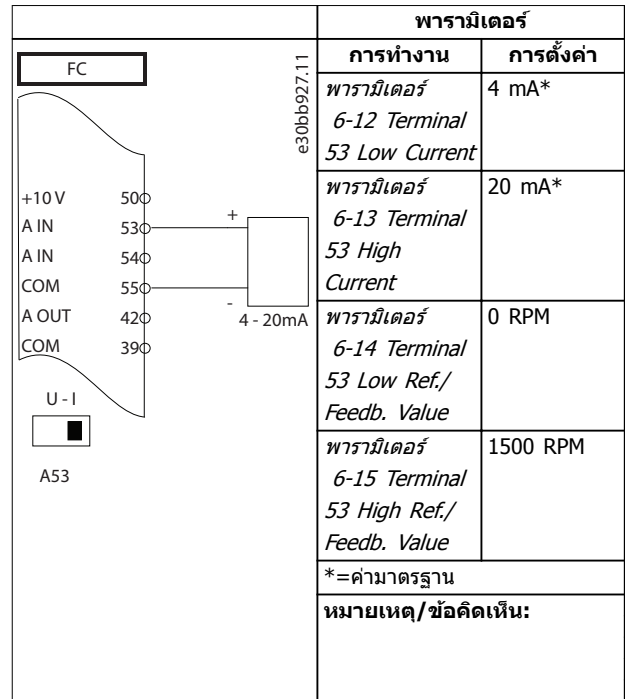 พารามิเตอร์
FC
e30bb927.11
+10 V 50
A IN 53
A IN 54
COM 55
A OUT 42
COM 39
+
-
4 - 20mA
U - I
A53
การทำงาน การตั้งค่า
พารามิเตอร์ 4 mA*
6-12 Terminal
53 Low Current
พารามิเตอร์ 20 mA*
6-13 Terminal
53 High
Current
พารามิเตอร์ 0 RPM
6-14 Terminal
53 Low Ref./
Feedb. Value
พารามิเตอร์ 1500 RPM
6-15 Terminal
53 High Ref./
Feedb. Value
*=ค่ามาตรฐาน
หมายเหตุ/ข้อคิดเห็น: